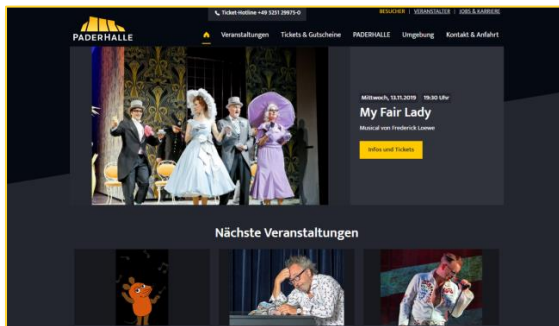 Ticket-Hotline +49 5251 29975-0
BESUCHER | VERANSTALTER | JOBS & KARRIERE
PADERHALLE
Veranstaltungen Tickets & Gutscheine PADERHALLE Umgebung Kontakt & Anfahrt
Mittwoch, 13.11.2019 19:30 Uhr
My Fair Lady
Musical von Frederick Loewe
Infos und Tickets
Nächste Veranstaltungen